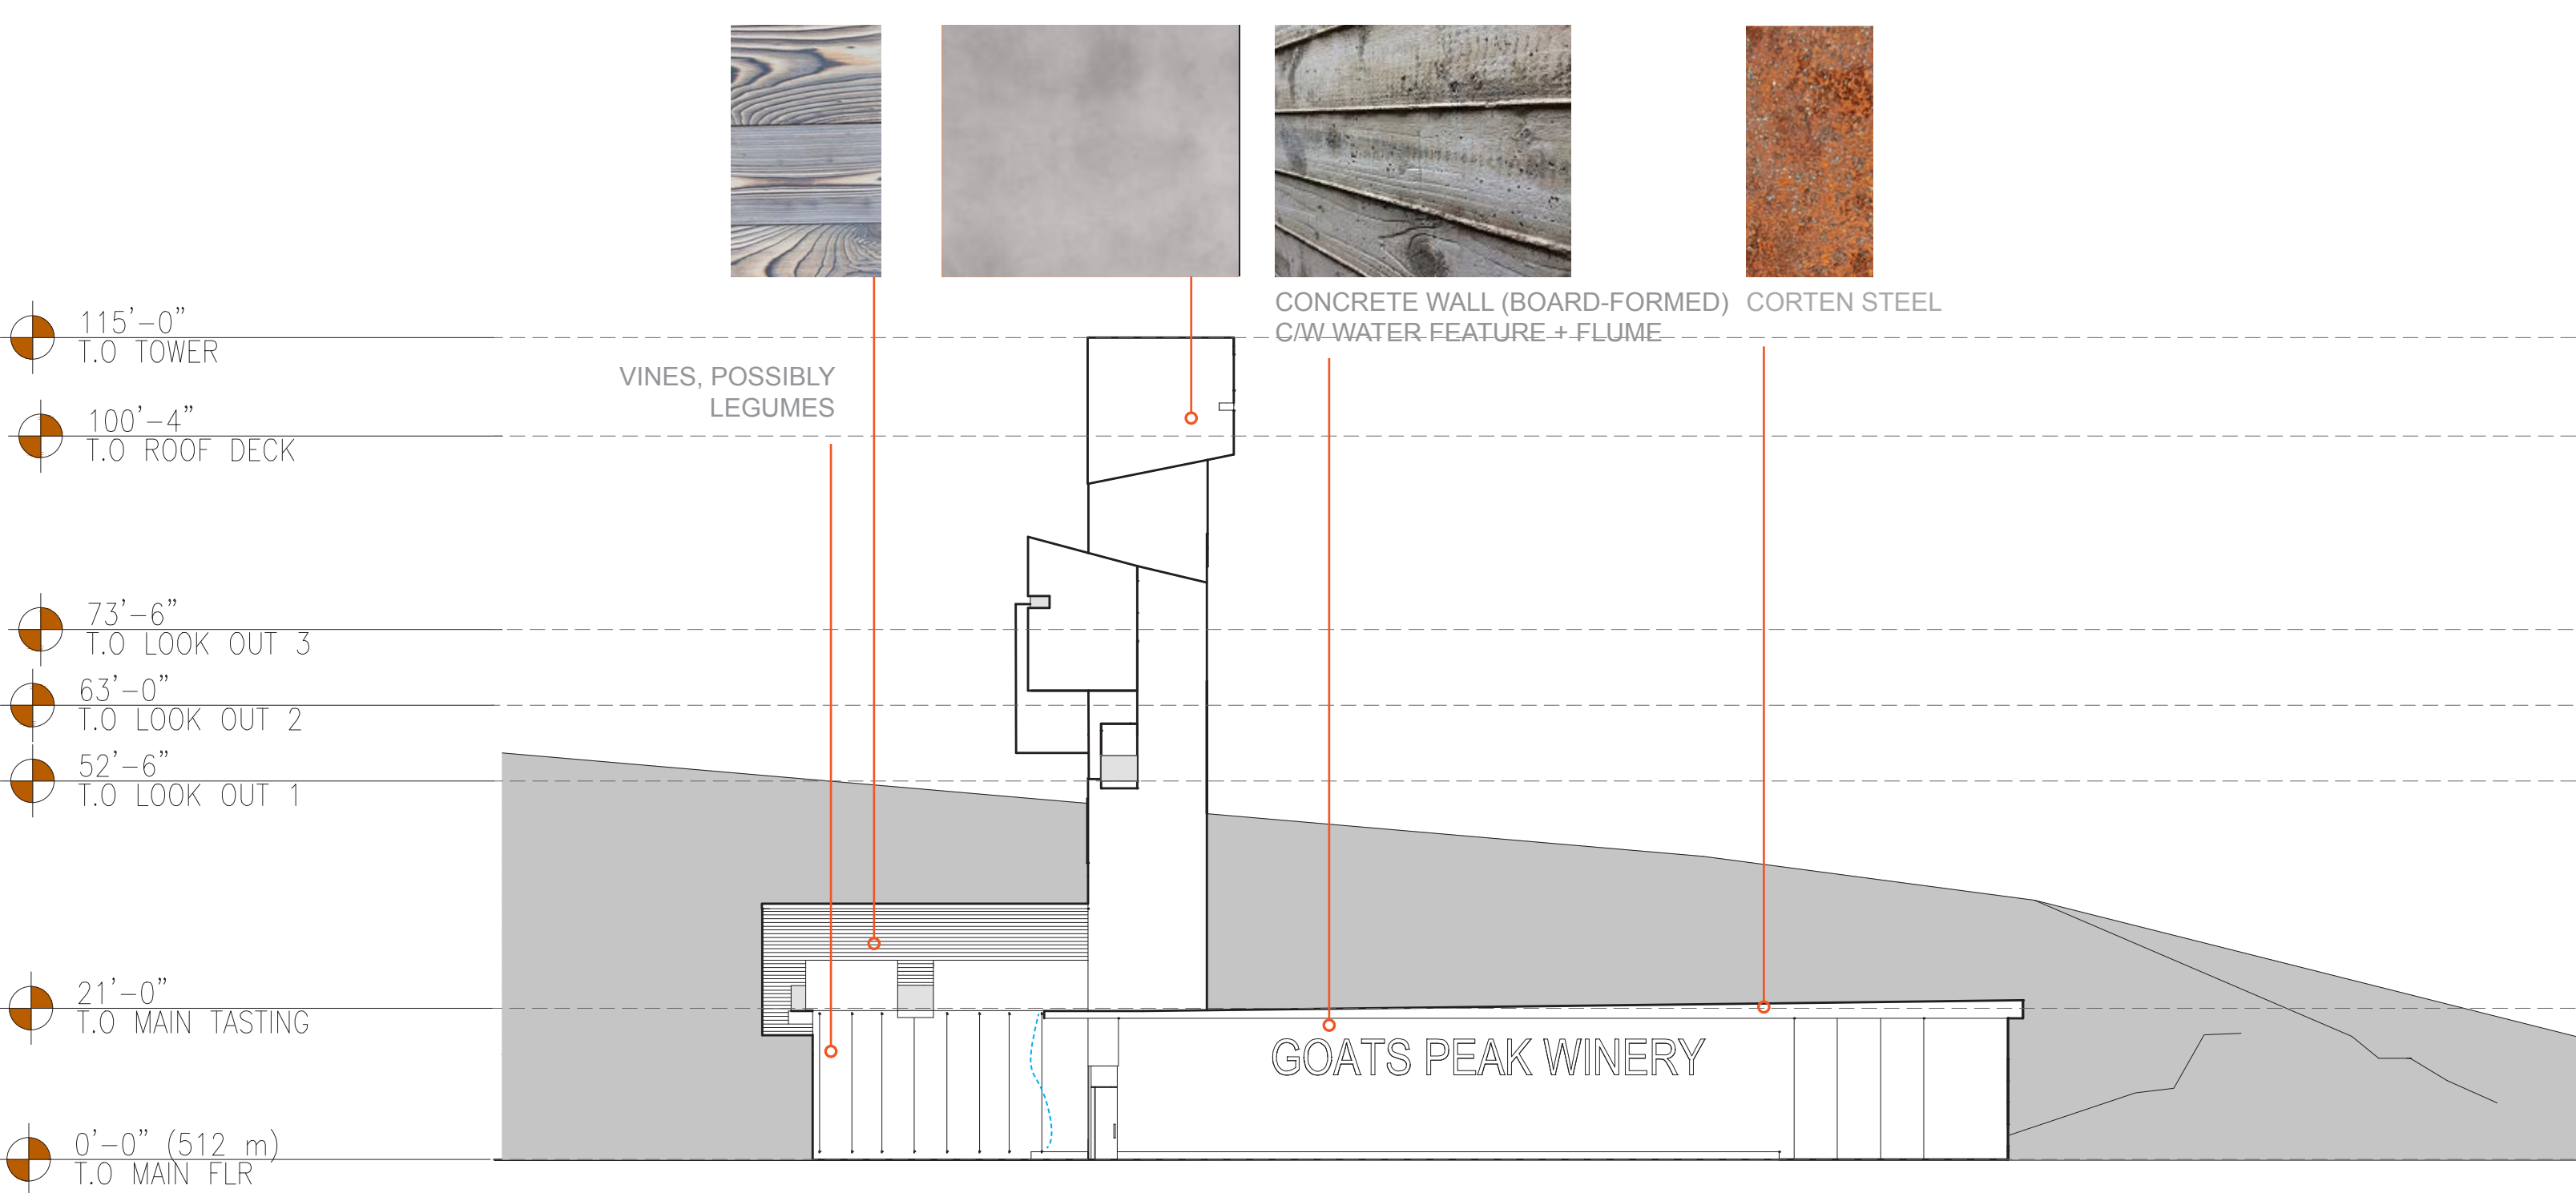 CONCRETE WALL (BOARD-FORMED)
C/W WATER FEATURE + FLUME
CORTEN STEEL
115'-0"
T.O TOWER
VINES, POSSIBLY
LEGUMES
100'-4"
T.O ROOF DECK
73'-6"
T.O LOOK OUT 3
63'-0"
T.O LOOK OUT 2
52'-6"
T.O LOOK OUT 1
21'-0"
T.O MAIN TASTING
GOATS PEAK WINERY
0'-0" (512 m)
T.O MAIN FLR